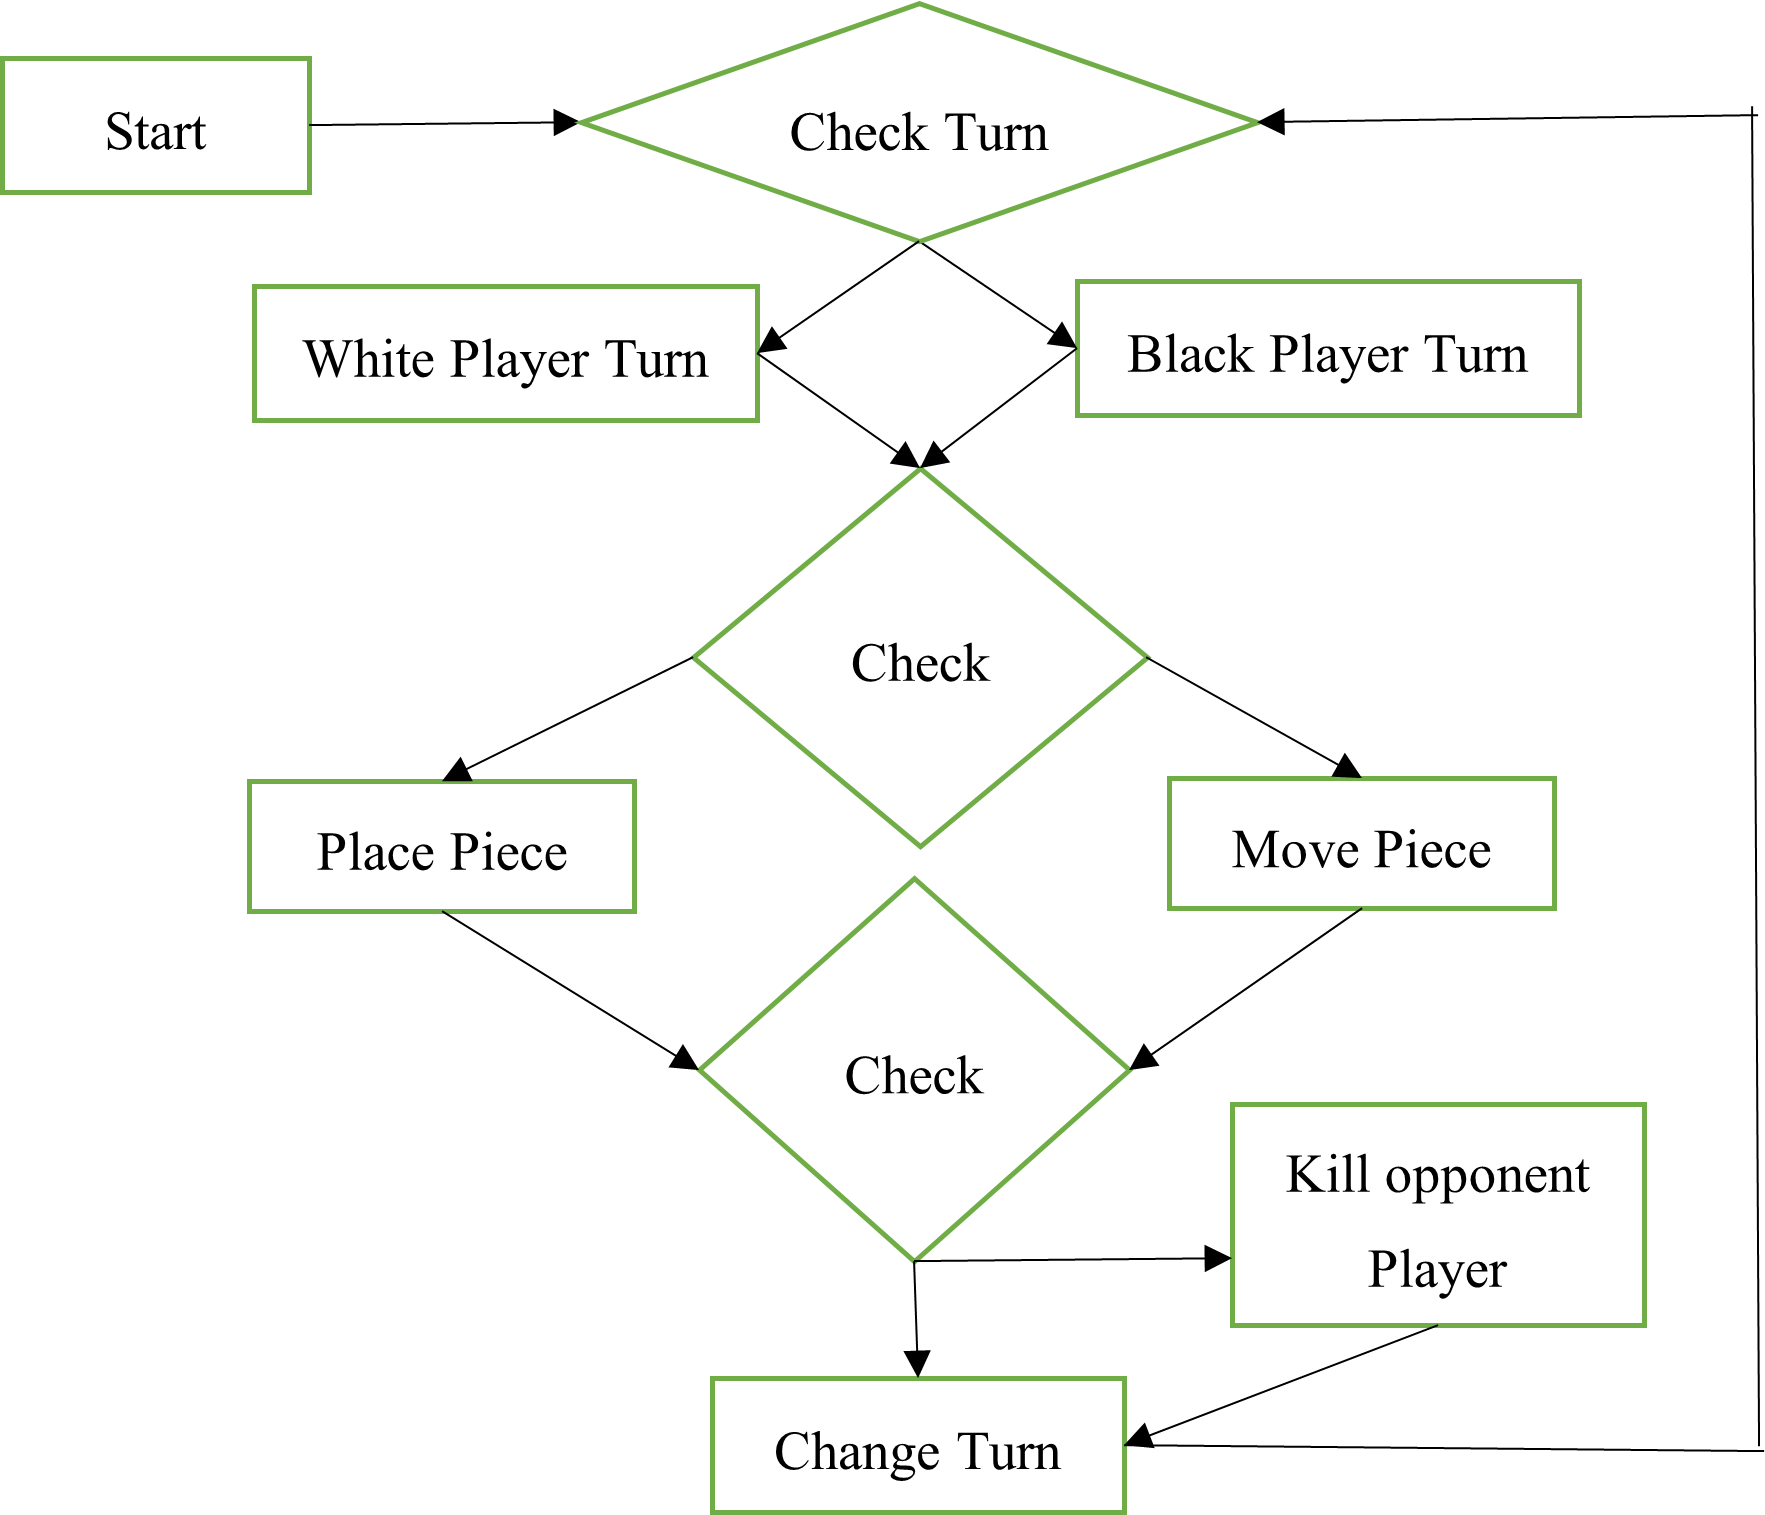 Start
Check Turn
White Player Turn
Black Player Turn
Check
Place Piece
Move Piece
Check
Kill opponent
Player
Change Turn